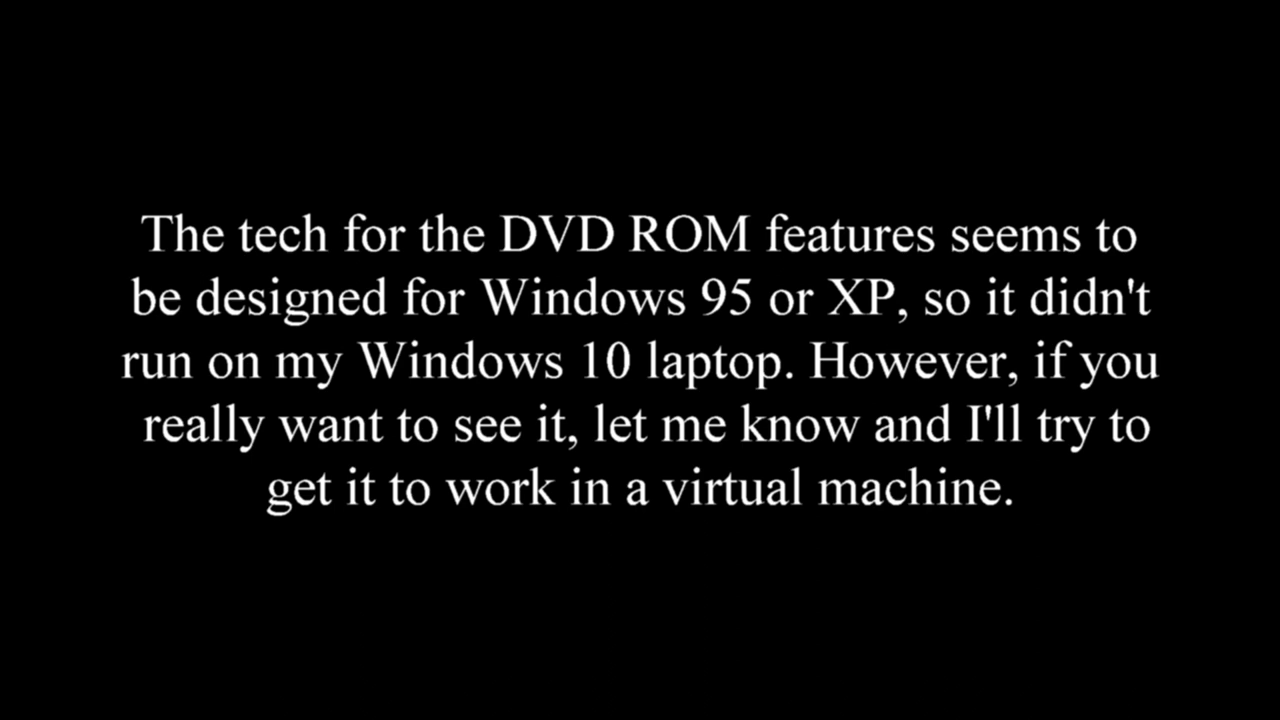 The tech for the DVD ROM features seems to
be designed for Windows 95 or XP, so it didn't
run on my Windows 10 laptop. However, if you
really want to see it, let me know and I'll try to
get it to work in a virtual machine.